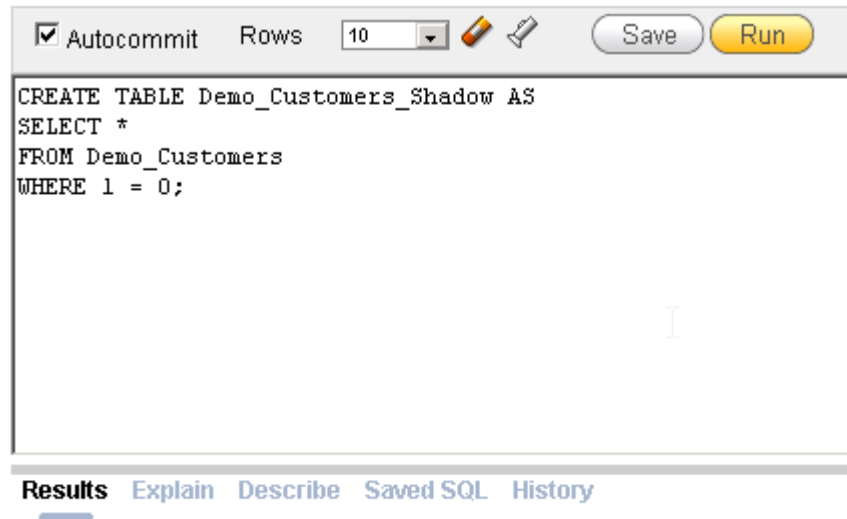 Autocommit Rows 10 Save Run
CREATE TABLE Demo_Customers_Shadow AS
SELECT *
FROM Demo_Customers
WHERE 1 = 0;
Results Explain Describe Saved SQL History